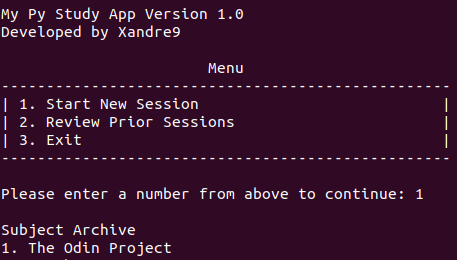 My Py Study App Version 1.0
Developed by Xandre9
Menu
--------------------------------------------------
| 1. Start New Session |
| 2. Review Prior Sessions |
| 3. Exit |
--------------------------------------------------
Please enter a number from above to continue: 1
Subject Archive
1. The Odin Project